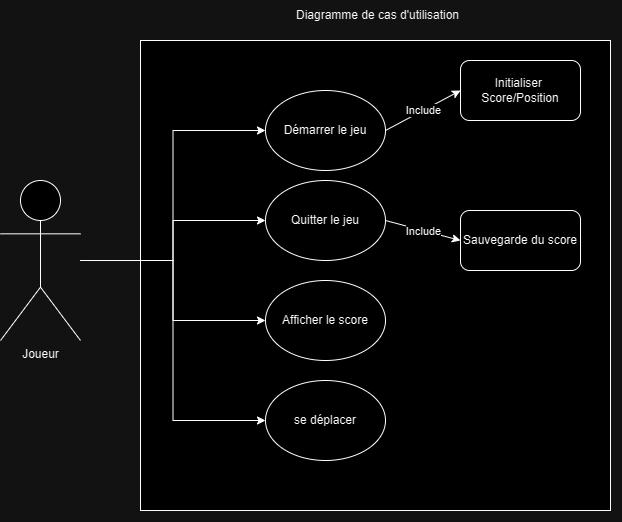 Diagramme de cas d'utilisation
Initialiser
Score/Position
Include
Démarrer le jeu
Quitter le jeu
Include
Sauvegarde du score
Afficher le score
Joueur
se déplacer